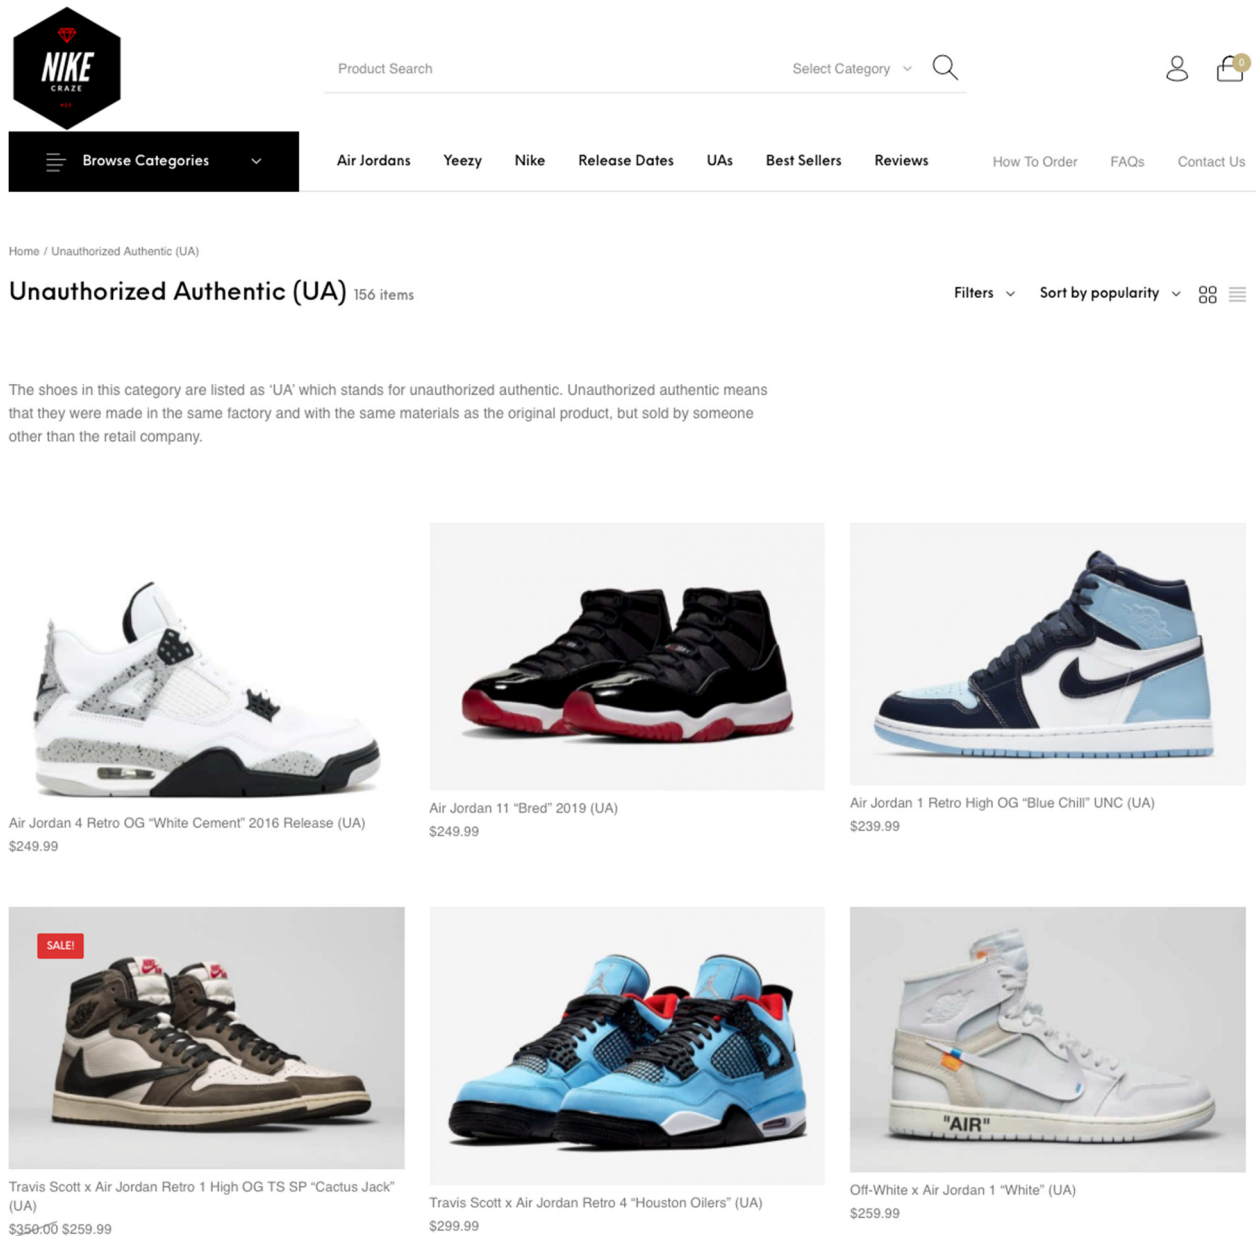 NIKE
CRAZE
Product Search
Select Category
0
Browse Categories
Air Jordans
Yeezy
Nike
Release Dates
UAs
Best Sellers
Reviews
How To Order
FAQs
Contact Us
Home / Unauthorized Authentic (UA)
Unauthorized Authentic (UA) 156 items
Filters
Sort by popularity
The shoes in this category are listed as ‘UA’ which stands for unauthorized authentic. Unauthorized authentic means
that they were made in the same factory and with the same materials as the original product, but sold by someone
other than the retail company.
Air Jordan 4 Retro OG “White Cement” 2016 Release (UA)
$249.99
Air Jordan 11 “Bred” 2019 (UA)
$249.99
Air Jordan 1 Retro High OG “Blue Chill” UNC (UA)
$239.99
SALE!
Travis Scott x Air Jordan Retro 1 High OG TS SP “Cactus Jack”
(UA)
$350.00 $259.99
Travis Scott x Air Jordan Retro 4 “Houston Oilers” (UA)
$299.99
"AIR"
Off-White x Air Jordan 1 “White” (UA)
$259.99